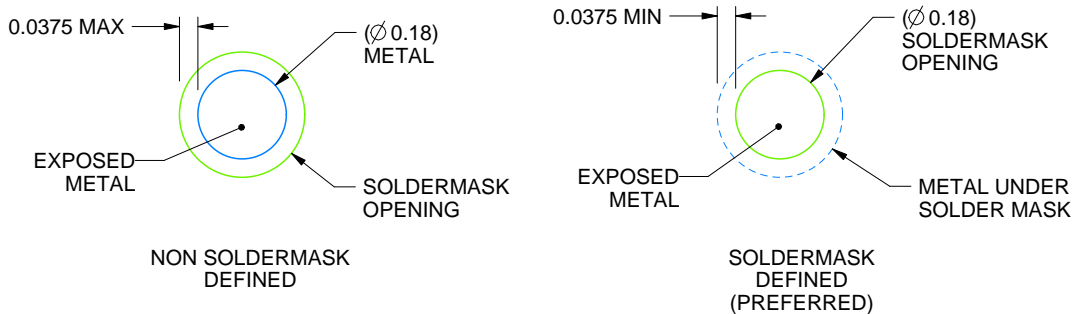 0.0375 MAX
(∅ 0.18)
METAL
EXPOSED
METAL
SOLDERMASK
OPENING
NON SOLDERMASK
DEFINED
0.0375 MIN
(∅ 0.18)
SOLDERMASK
OPENING
EXPOSED
METAL
METAL UNDER
SOLDER MASK
SOLDERMASK
DEFINED
(PREFERRED)